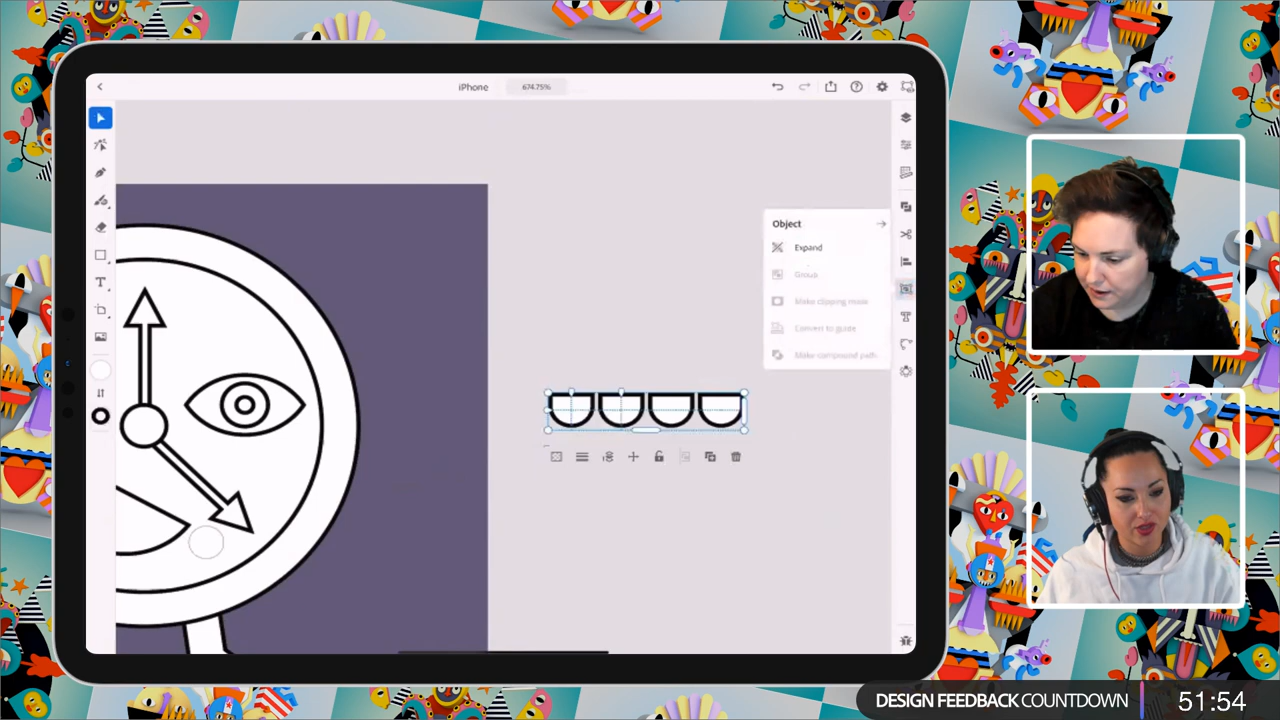 iPhone
674.75%
Object
Expand
Group
Make clipping mask
Convert to guide
Make compound path
T
DESIGN FEEDBACK COUNTDOWN
51:54